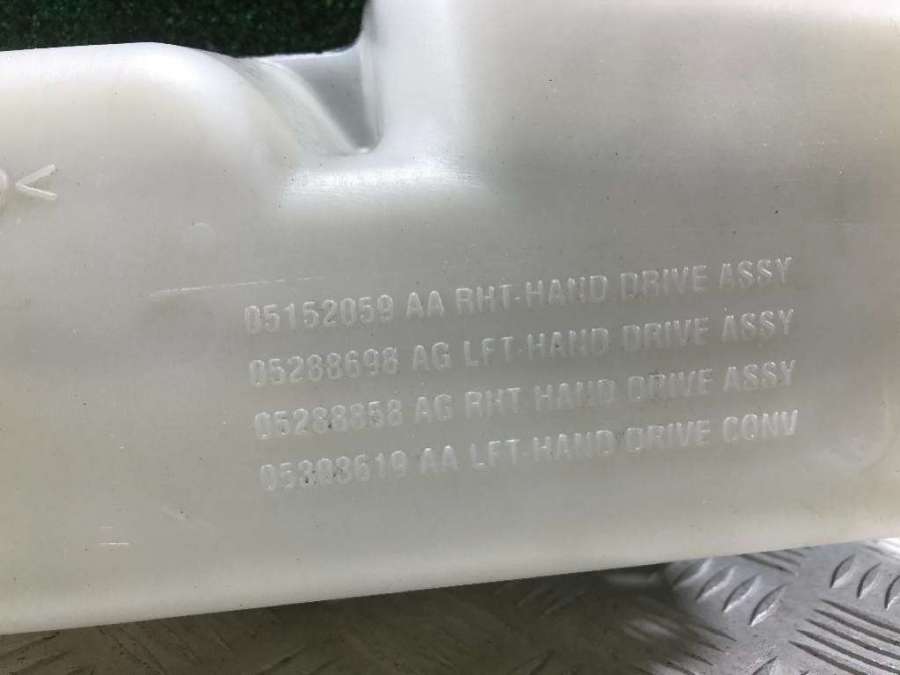 05152059 AA RHT-HAND DRIVE ASSY
05288698 AG LFT-HAND DRIVE ASSY
05288858 AG RHT HAND DRIVE ASSY
AA LFT-HAND DRIVE CONV